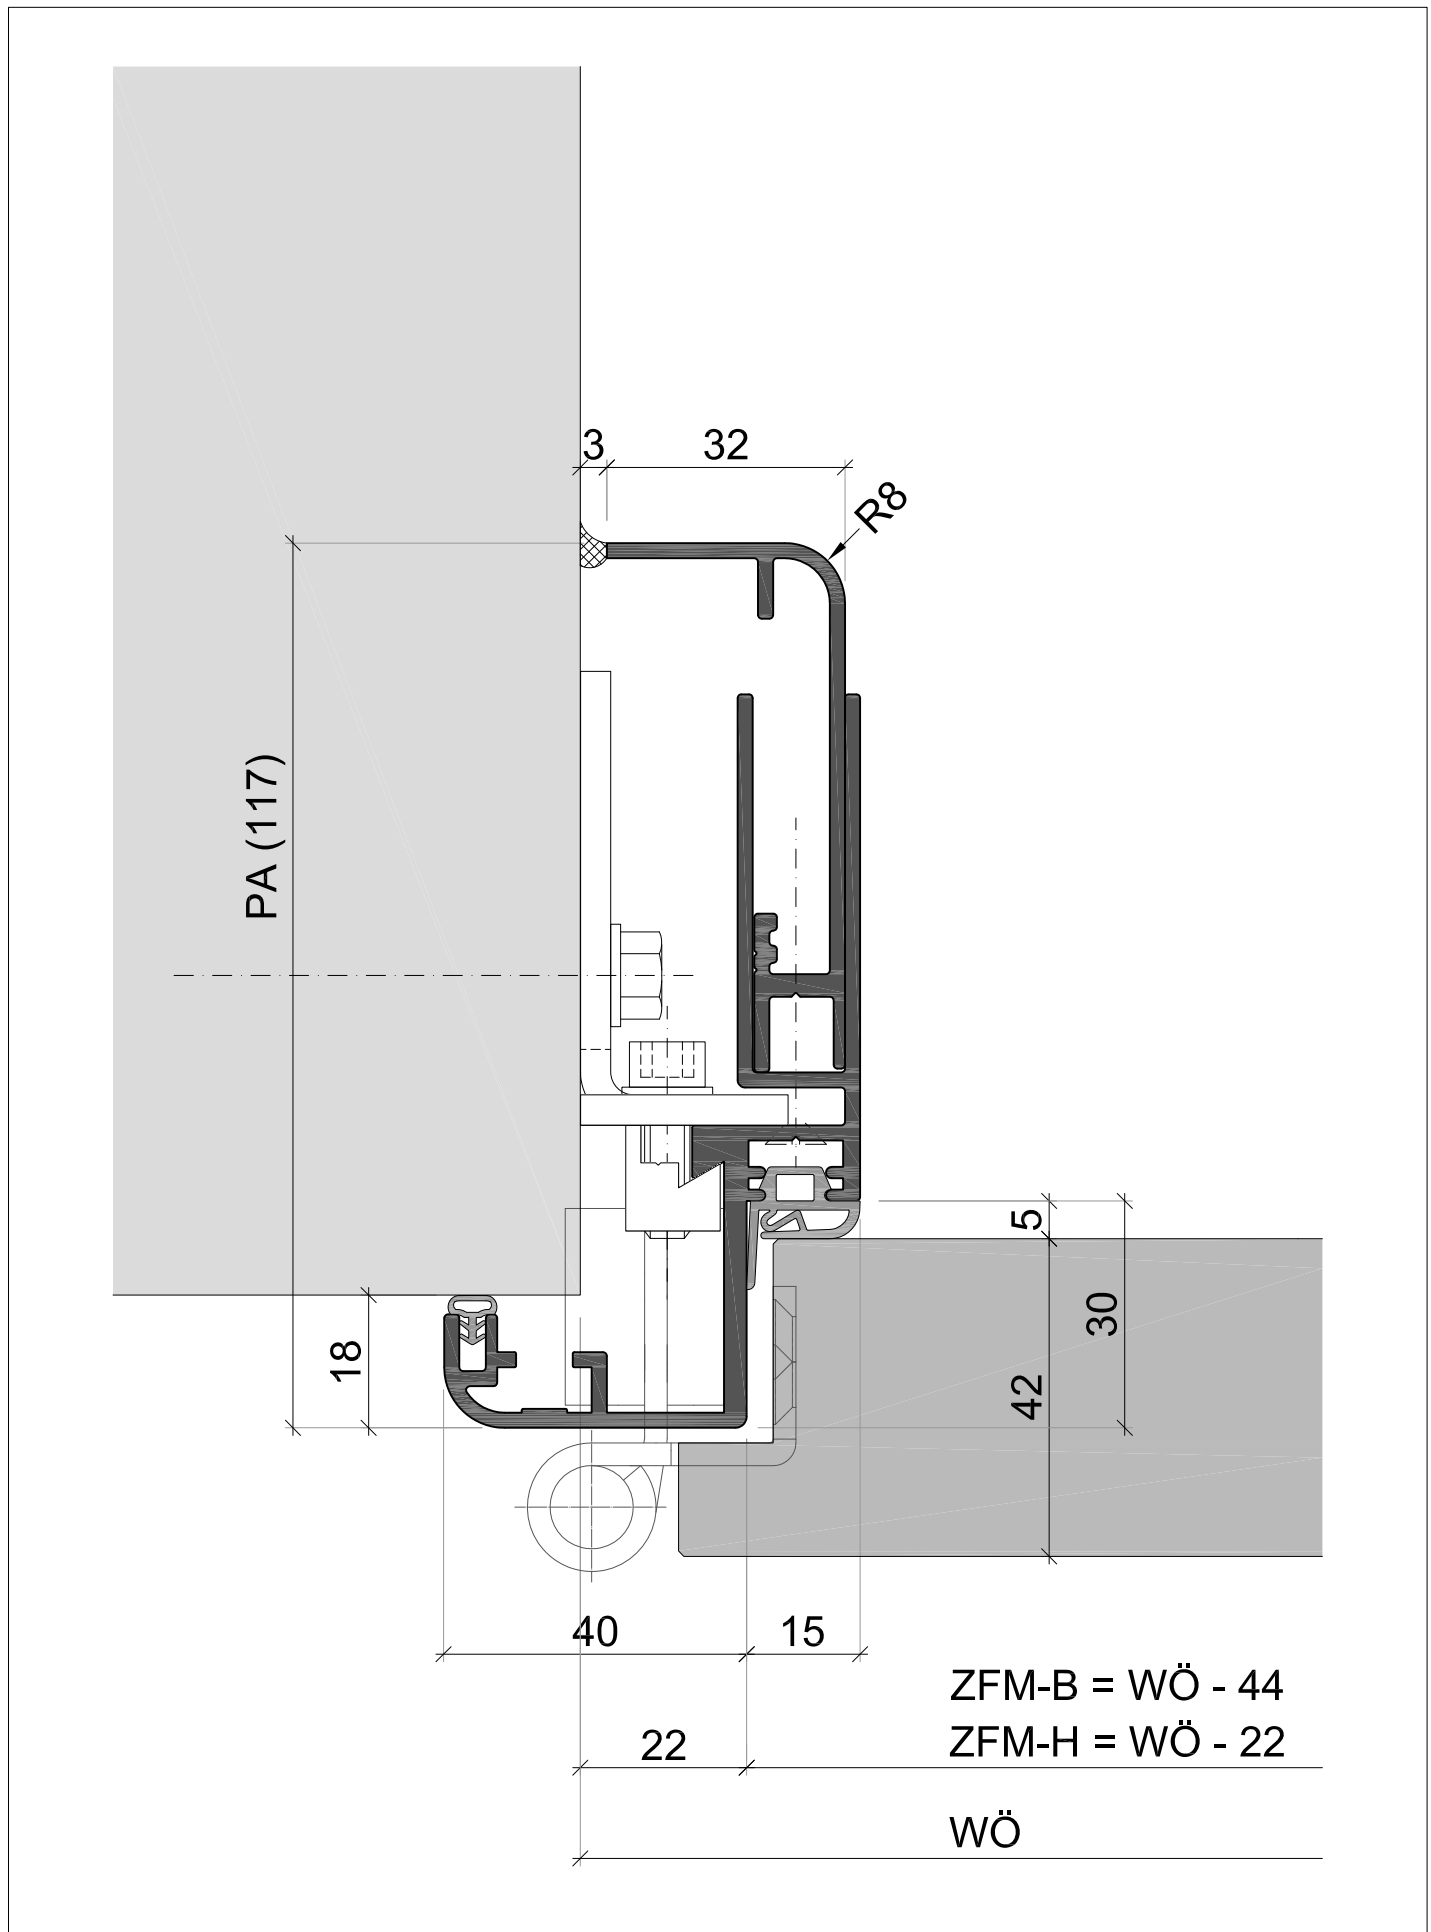 3
32
R8
PA (117)
5
30
18
42
40
15
ZFM-B = WÖ - 44
22
ZFM-H = WÖ - 22
WÖ